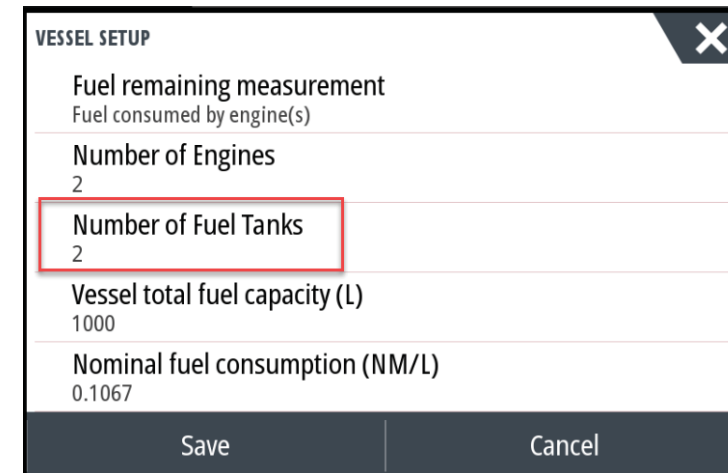 VESSEL SETUP
Fuel remaining measurement
Fuel consumed by engine(s)
Number of Engines
2
Number of Fuel Tanks
2
Vessel total fuel capacity (L)
1000
Nominal fuel consumption (NM/L)
0.1067
Save
Cancel